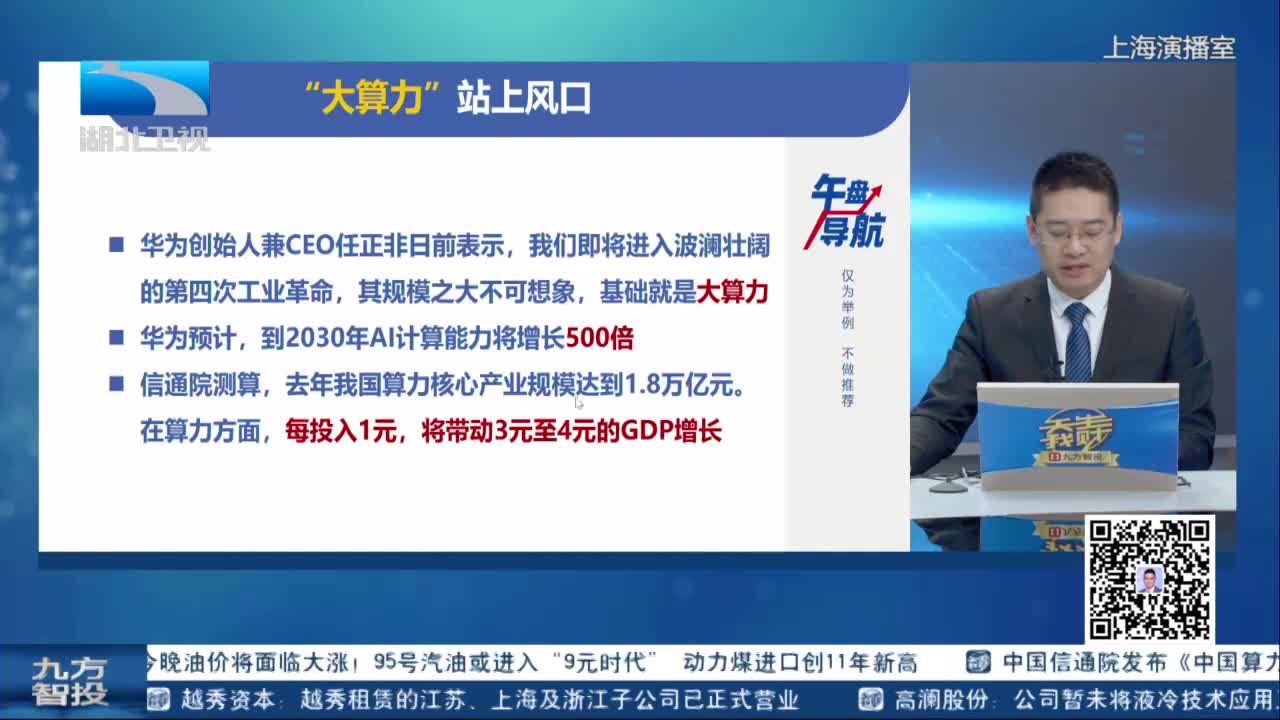 上海演播室
“大算力”站上风口
湖北卫视
午盘
导航
仅为举例 不做推荐
■ 华为创始人兼CEO任正非日前表示，我们即将进入波澜壮阔
的第四次工业革命，其规模之大不可想象，基础就是大算力
■ 华为预计，到2030年AI计算能力将增长500倍
■ 信通院测算，去年我国算力核心产业规模达到1.8万亿元。
在算力方面，每投入1元，将带动3元至4元的GDP增长
九方智投
九方
智投
今晚油价将面临大涨！95号汽油或进入“9元时代” 动力煤进口创11年新高 中国信通院发布《中国算力
越秀资本：越秀租赁的江苏、上海及浙江子公司已正式营业 高澜股份：公司暂未将液冷技术应用